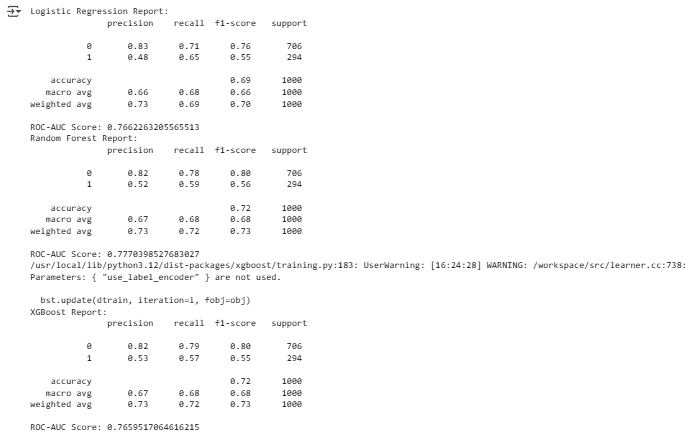 Logistic Regression Report:
              precision    recall  f1-score   support

           0       0.83      0.71      0.76       706
           1       0.48      0.65      0.55       294

    accuracy                           0.69      1000
   macro avg       0.66      0.68      0.66      1000
weighted avg       0.73      0.69      0.70      1000

ROC-AUC Score: 0.7662263205565513
Random Forest Report:
              precision    recall  f1-score   support

           0       0.82      0.78      0.80       706
           1       0.52      0.59      0.56       294

    accuracy                           0.72      1000
   macro avg       0.67      0.68      0.68      1000
weighted avg       0.73      0.72      0.73      1000

ROC-AUC Score: 0.7770398527683027
/usr/local/lib/python3.12/dist-packages/xgboost/training.py:183: UserWarning: [16:24:28] WARNING: /workspace/src/learner.cc:738:
Parameters: { "use_label_encoder" } are not used.

  bst.update(dtrain, iteration=i, fobj=obj)
XGBoost Report:
              precision    recall  f1-score   support

           0       0.82      0.79      0.80       706
           1       0.53      0.57      0.55       294

    accuracy                           0.72      1000
   macro avg       0.67      0.68      0.68      1000
weighted avg       0.73      0.72      0.73      1000

ROC-AUC Score: 0.7659517064616215